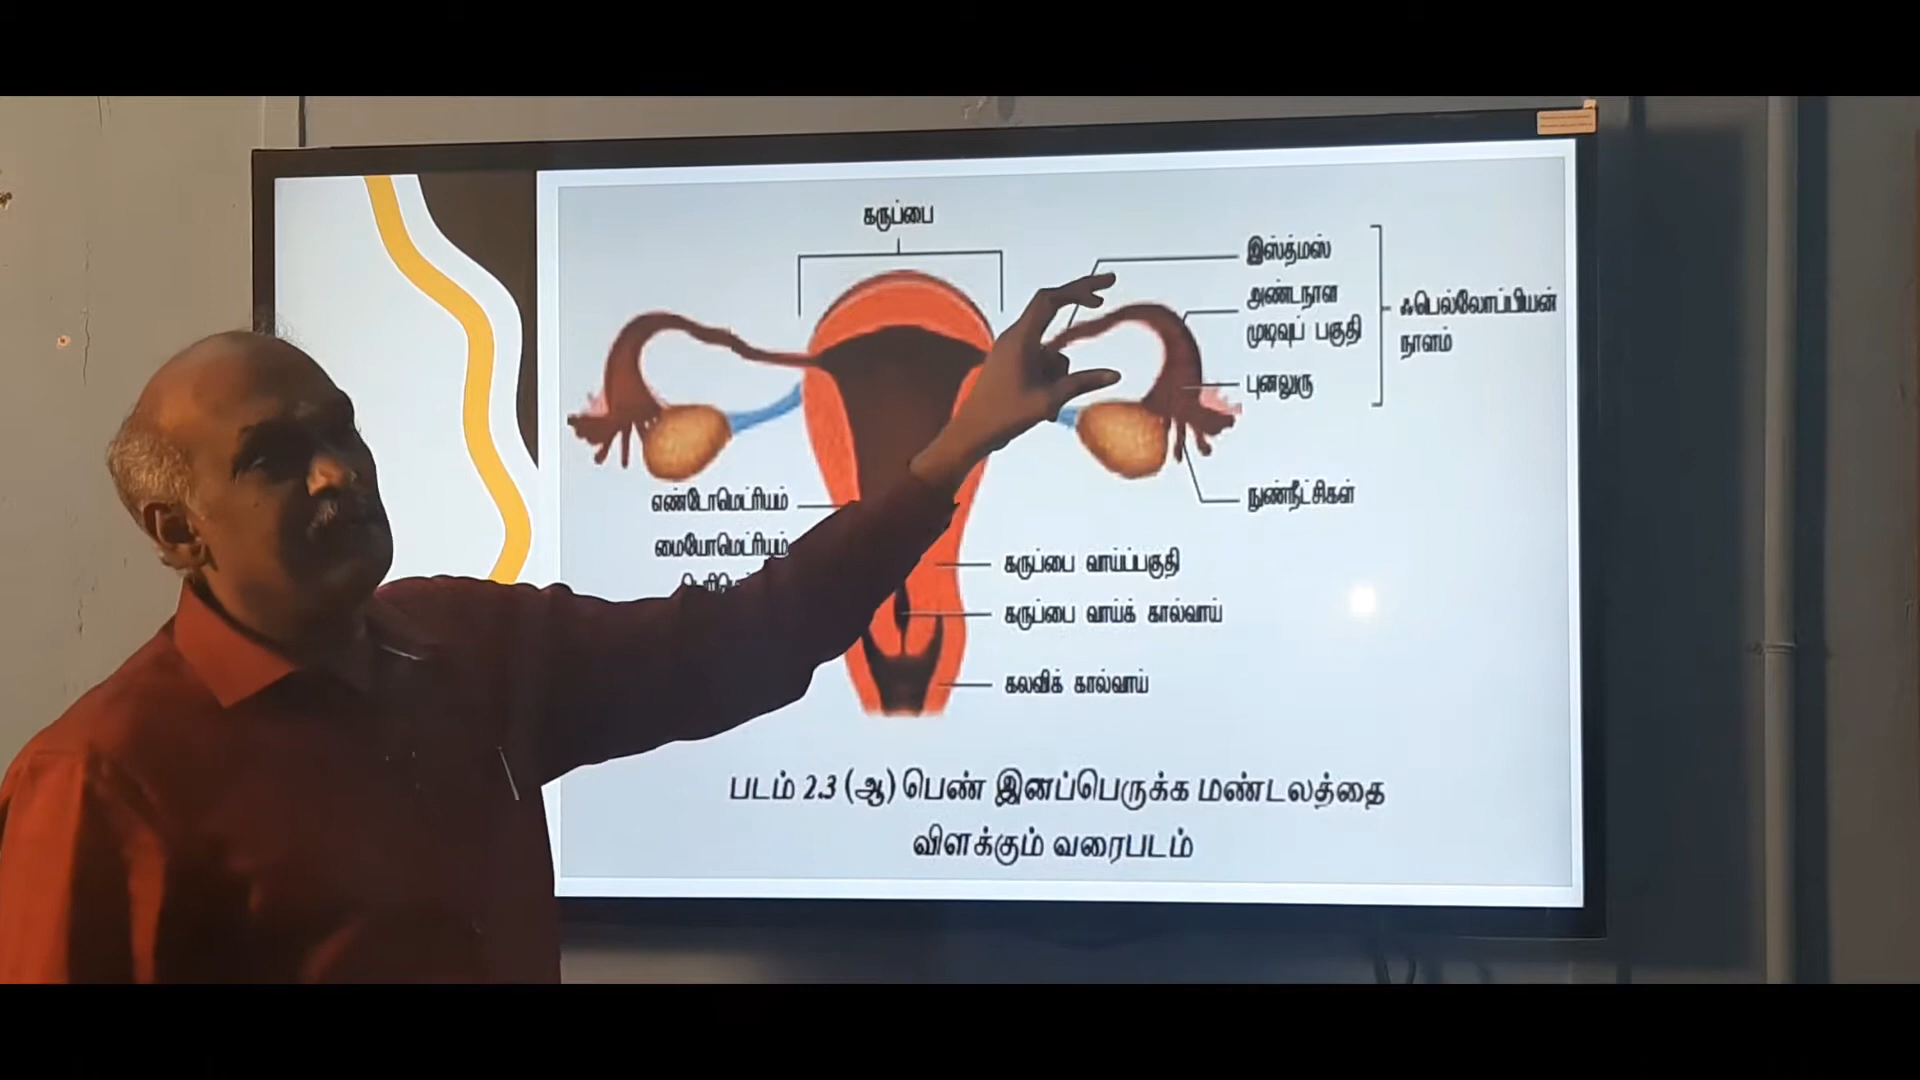 கருப்பை
இஸ்த்மஸ்
அண்டநாள
முடிவுப் பகுதி
ஃபெல்லோப்பியன்
நாளம்
புனலுரு
நுண்நீட்சிகள்
எண்டோமெட்ரியம்
மையோமெட்ரியம்
கருப்பை வாய்ப்பகுதி
கருப்பை வாய்க் கால்வாய்
கலவிக் கால்வாய்
படம் 2.3 (ஆ) பெண் இனப்பெருக்க மண்டலத்தை
விளக்கும் வரைபடம்